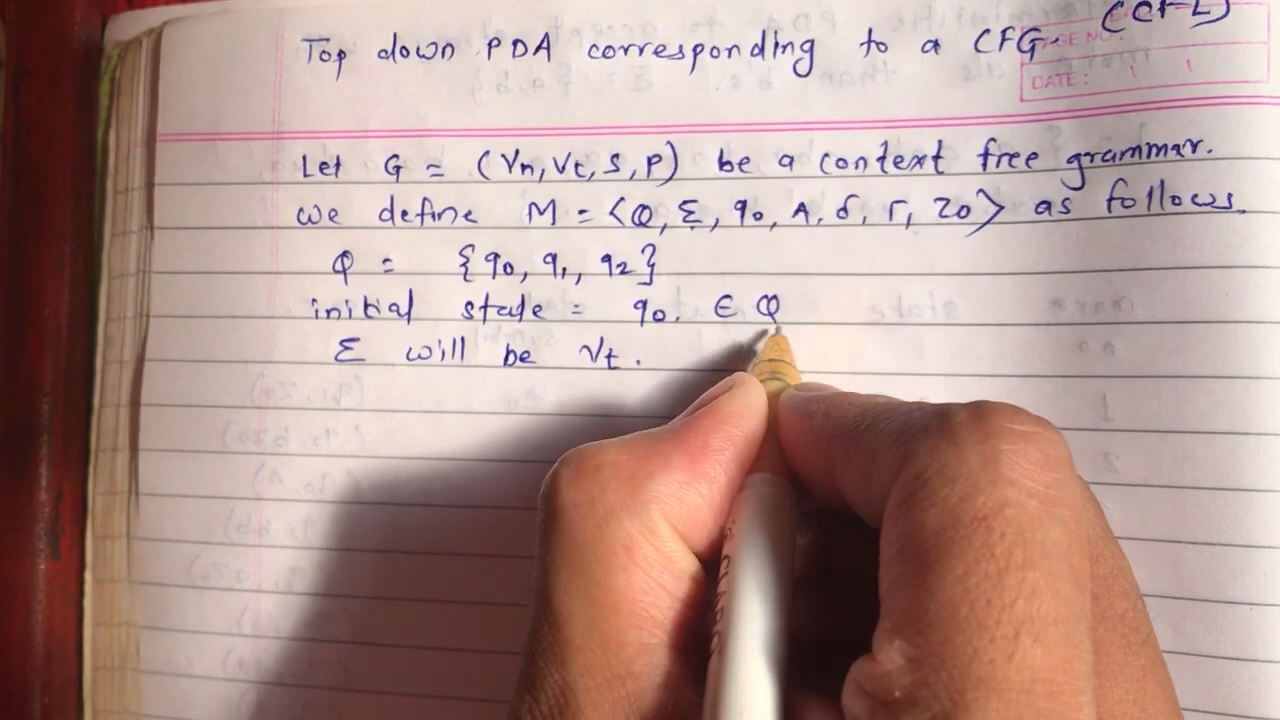 Top down PDA corresponding to a CFG.
DATE:
Let G = (Vn, Vt, S, P) be a context free grammar.
we define M = <Q, Σ, q0, A, δ, Γ, z0> as follows.
Q = {q0, q1, q2}
initial state = q0. ∈ Q
Σ will be Vt.